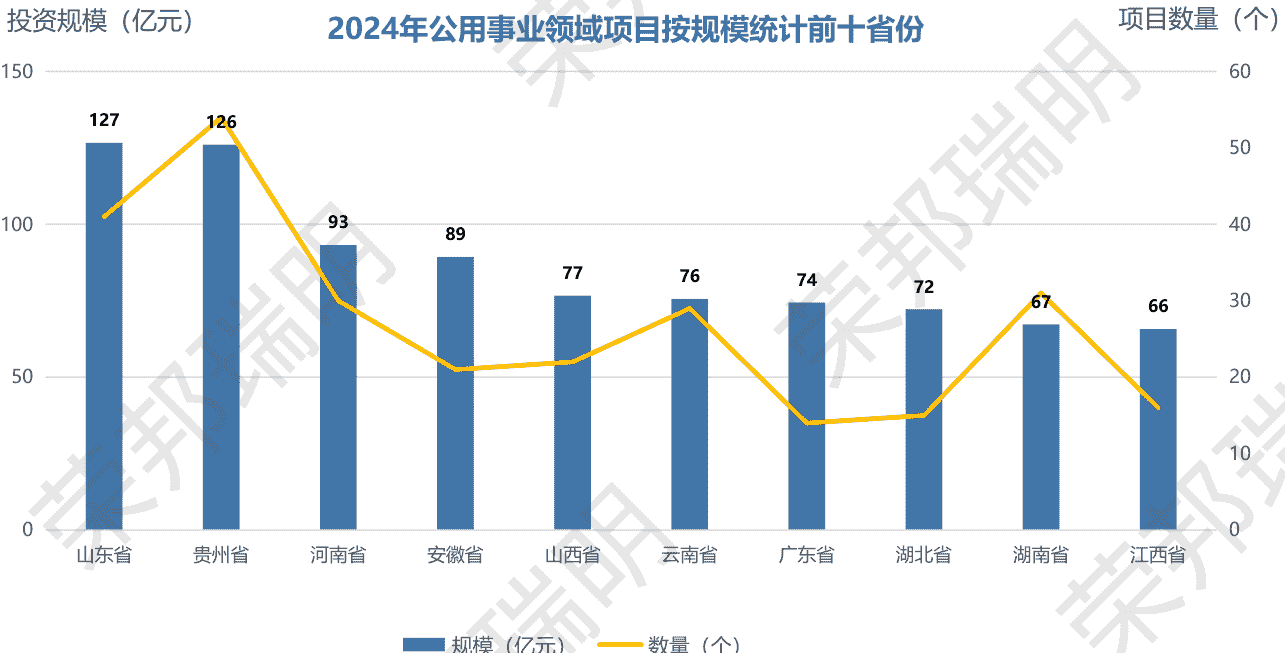 投资规模（亿元）
2024年公用事业领域项目按规模统计前十省份
项目数量（个）
150
100
50
0
60
50
40
30
20
10
0
127
126
93
89
77
76
74
72
67
66
山东省
贵州省
河南省
安徽省
山西省
云南省
广东省
湖北省
湖南省
江西省
规模（亿元）
数量（个）
荣邦瑞明
荣邦瑞明
荣邦瑞明
荣邦瑞
荣